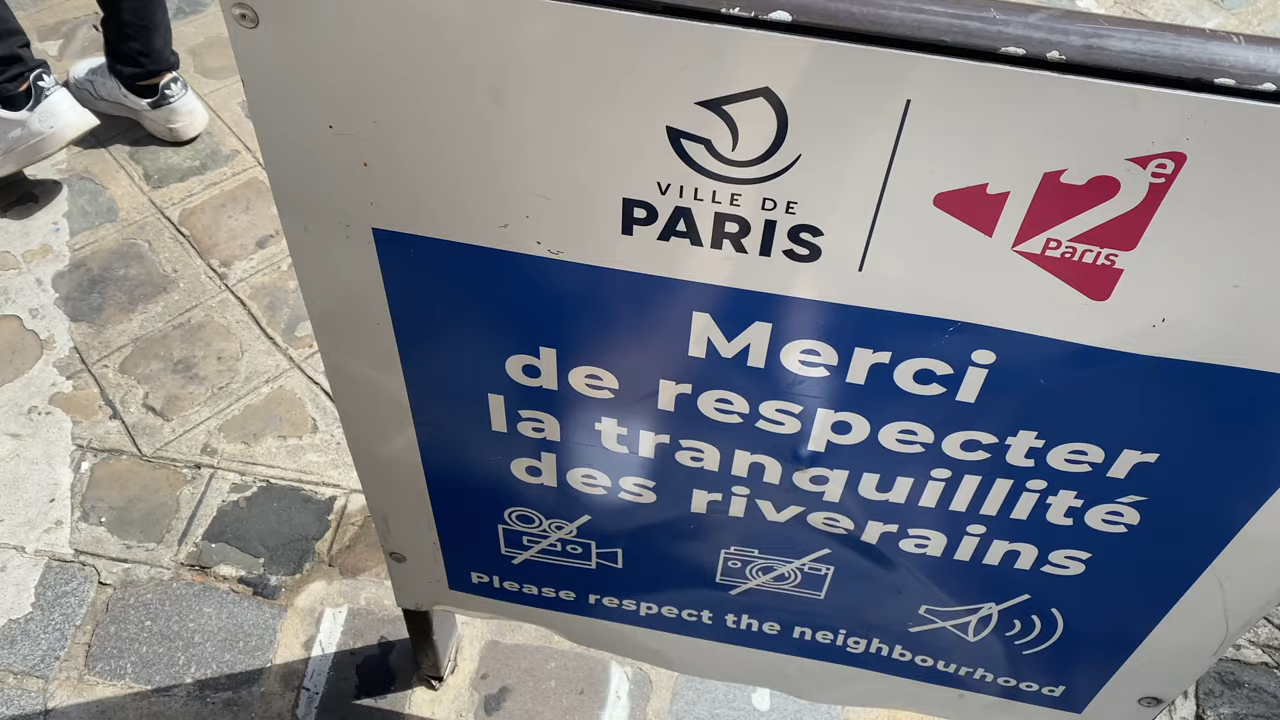 VILLE DE
PARIS
12e
Paris
Merci
de respecter
la tranquillité
des riverains
Please respect the neighbourhood